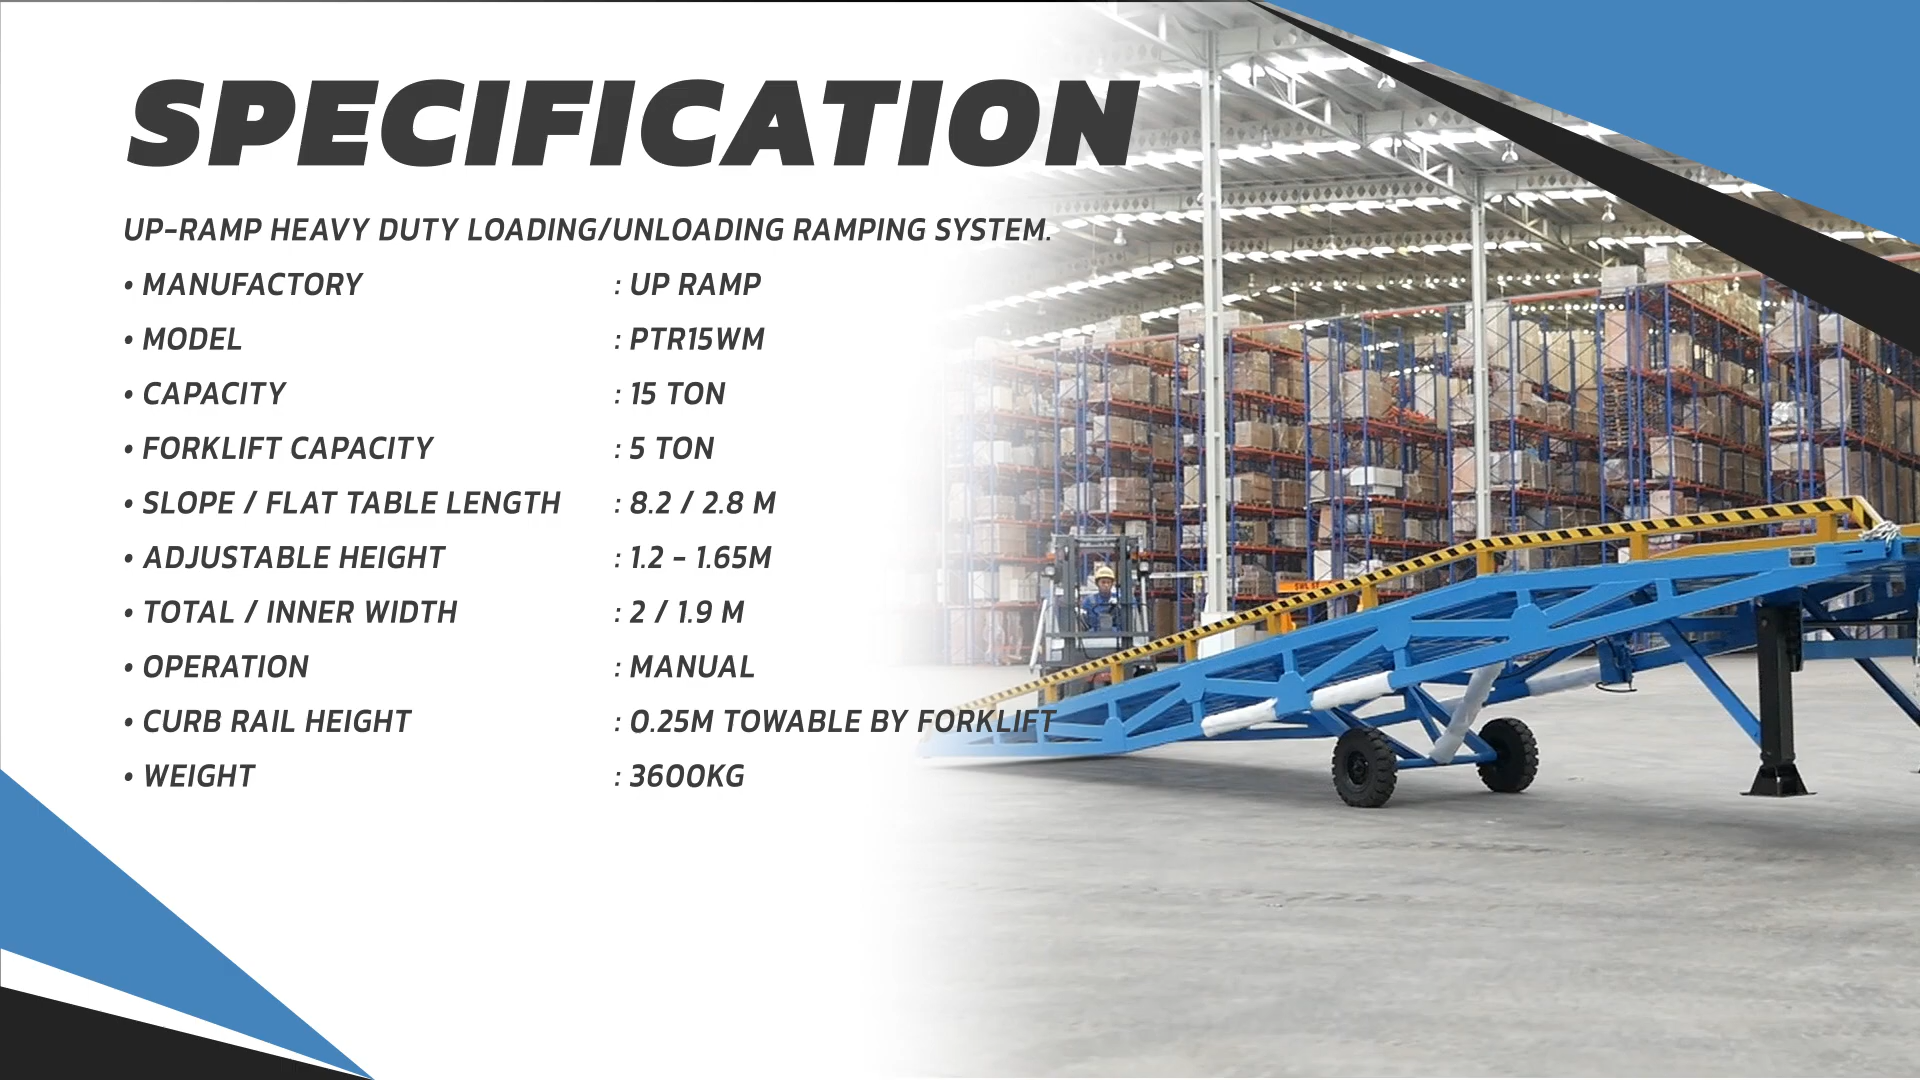 SPECIFICATION
UP-RAMP HEAVY DUTY LOADING/UNLOADING RAMPING SYSTEM.
• MANUFACTORY : UP RAMP
• MODEL : PTR15WM
• CAPACITY : 15 TON
• FORKLIFT CAPACITY : 5 TON
• SLOPE / FLAT TABLE LENGTH : 8.2 / 2.8 M
• ADJUSTABLE HEIGHT : 1.2 - 1.65M
• TOTAL / INNER WIDTH : 2 / 1.9 M
• OPERATION : MANUAL
• CURB RAIL HEIGHT : 0.25M TOWABLE BY FORKLIFT
• WEIGHT : 3600KG